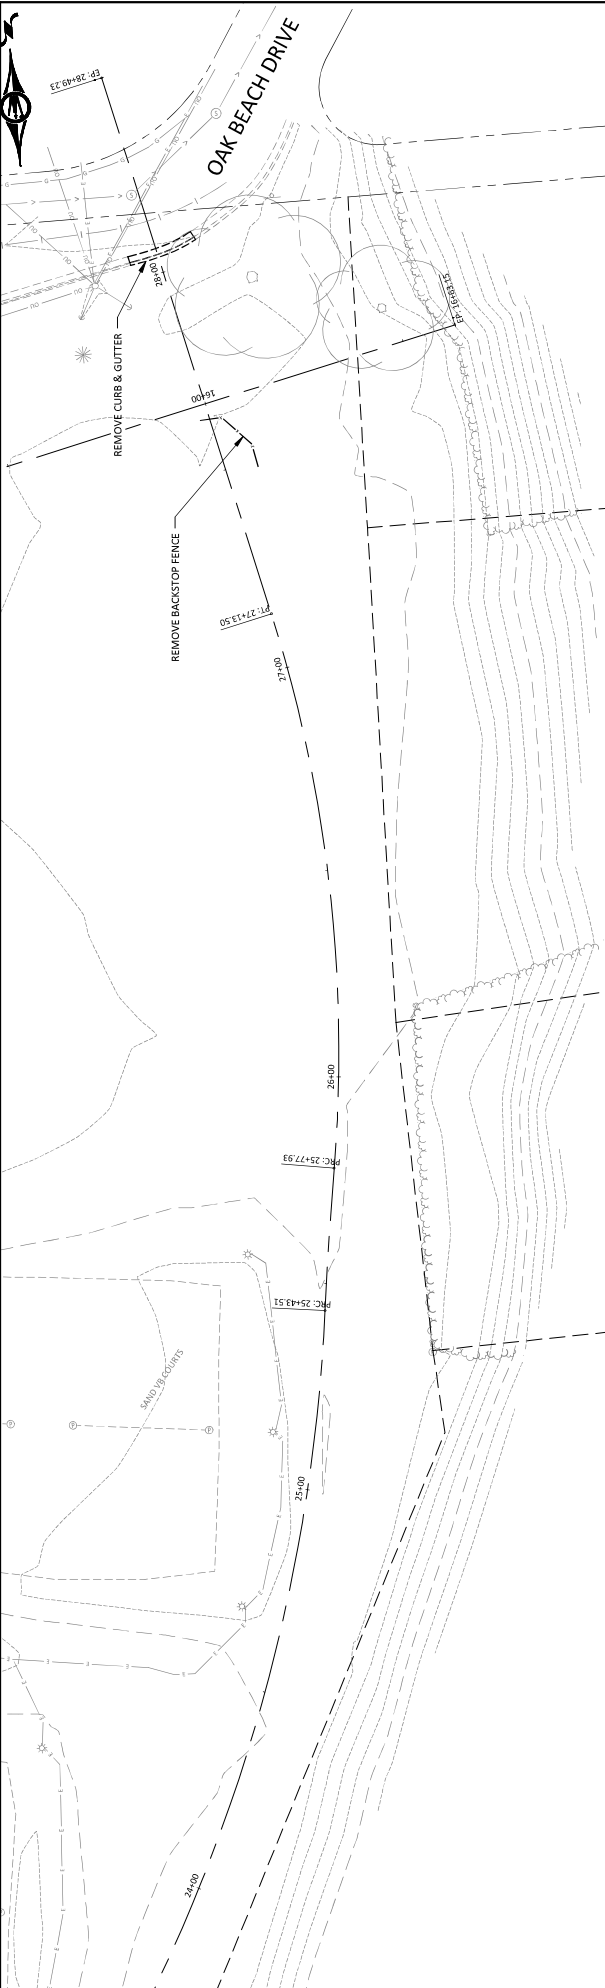 N
EP: 28+49.23
OAK BEACH DRIVE
28+00
REMOVE CURB & GUTTER
EP: 16+63.15
16+00
REMOVE BACKSTOP FENCE
PT: 27+13.50
27+00
26+00
PRC: 25+77.93
PRC: 25+43.51
SAND VB COURTS
25+00
24+00